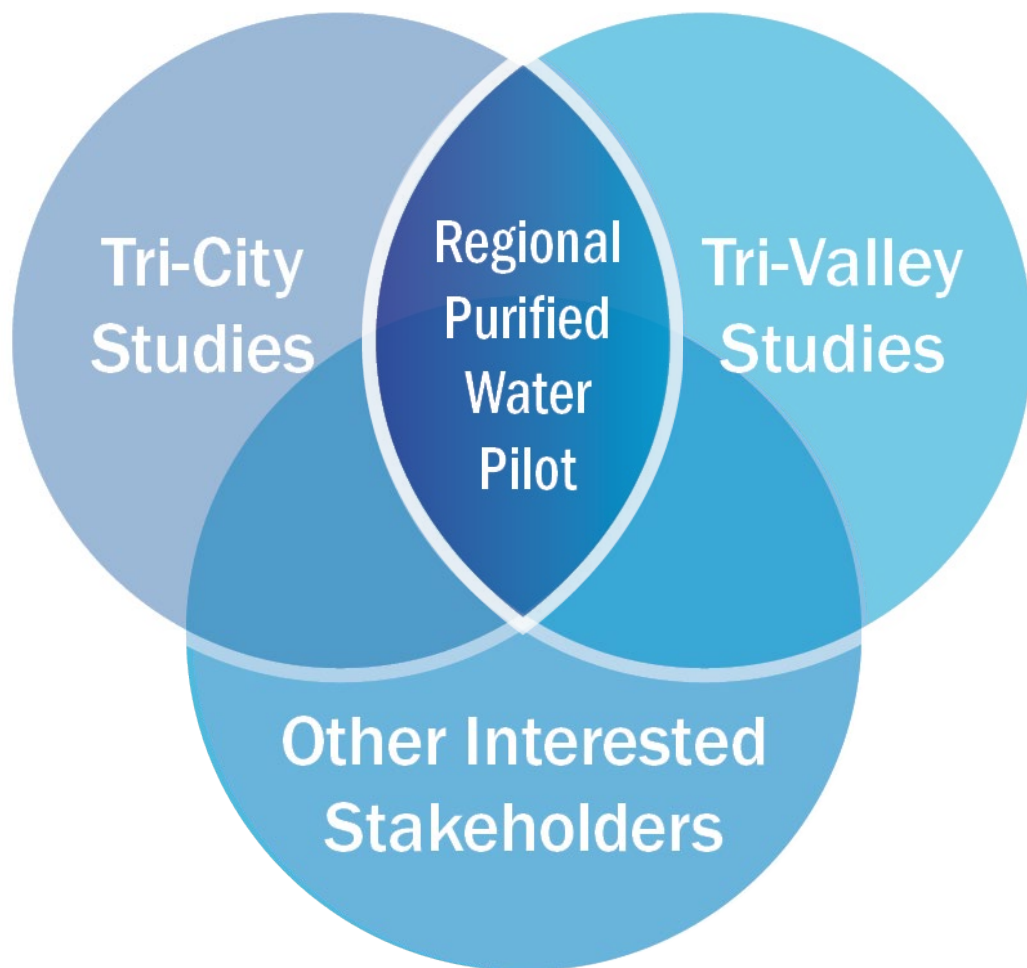 Tri-City
Studies
Regional
Purified
Water
Pilot
Tri-Valley
Studies
Other Interested
Stakeholders